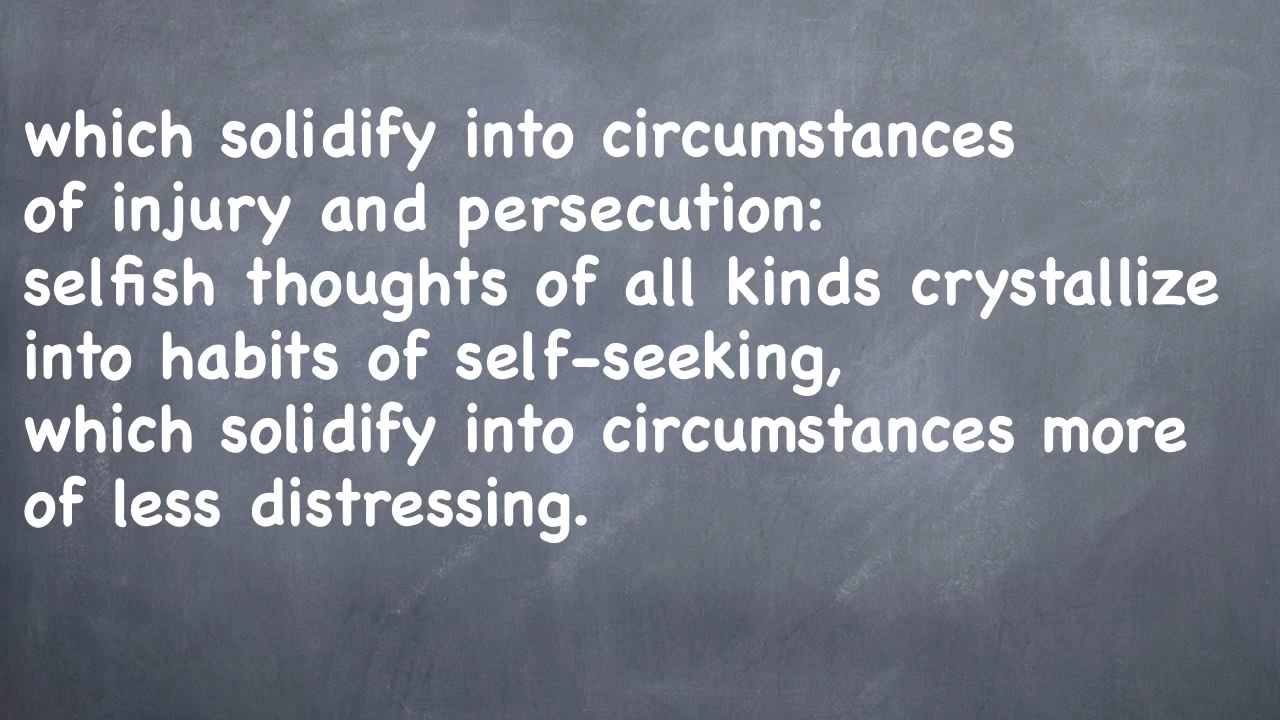 which solidify into circumstances
of injury and persecution:
selfish thoughts of all kinds crystallize
into habits of self-seeking,
which solidify into circumstances more
of less distressing.